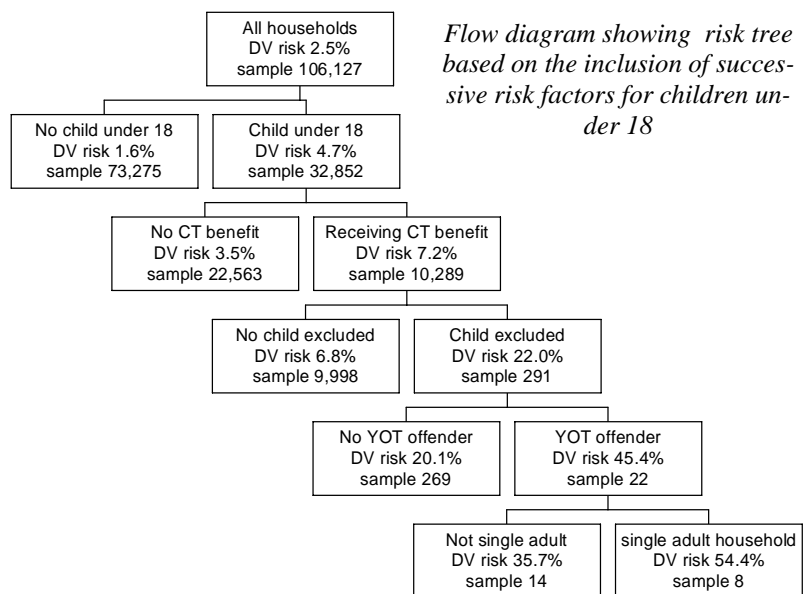 All households
DV risk 2.5%
sample 106,127
Flow diagram showing risk tree
based on the inclusion of succes-
sive risk factors for children un-
der 18
No child under 18
DV risk 1.6%
sample 73,275
Child under 18
DV risk 4.7%
sample 32,852
No CT benefit
DV risk 3.5%
sample 22,563
Receiving CT benefit
DV risk 7.2%
sample 10,289
No child excluded
DV risk 6.8%
sample 9,998
Child excluded
DV risk 22.0%
sample 291
No YOT offender
DV risk 20.1%
sample 269
YOT offender
DV risk 45.4%
sample 22
Not single adult
DV risk 35.7%
sample 14
single adult household
DV risk 54.4%
sample 8